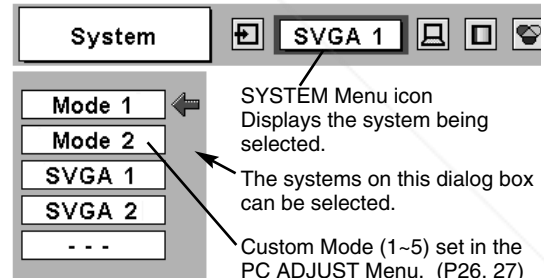 System
SVGA 1
Mode 1
Mode 2
SVGA 1
SVGA 2
- - -
SYSTEM Menu icon
Displays the system being
selected.
The systems on this dialog box
can be selected.
Custom Mode (1~5) set in the
PC ADJUST Menu. (P26, 27)